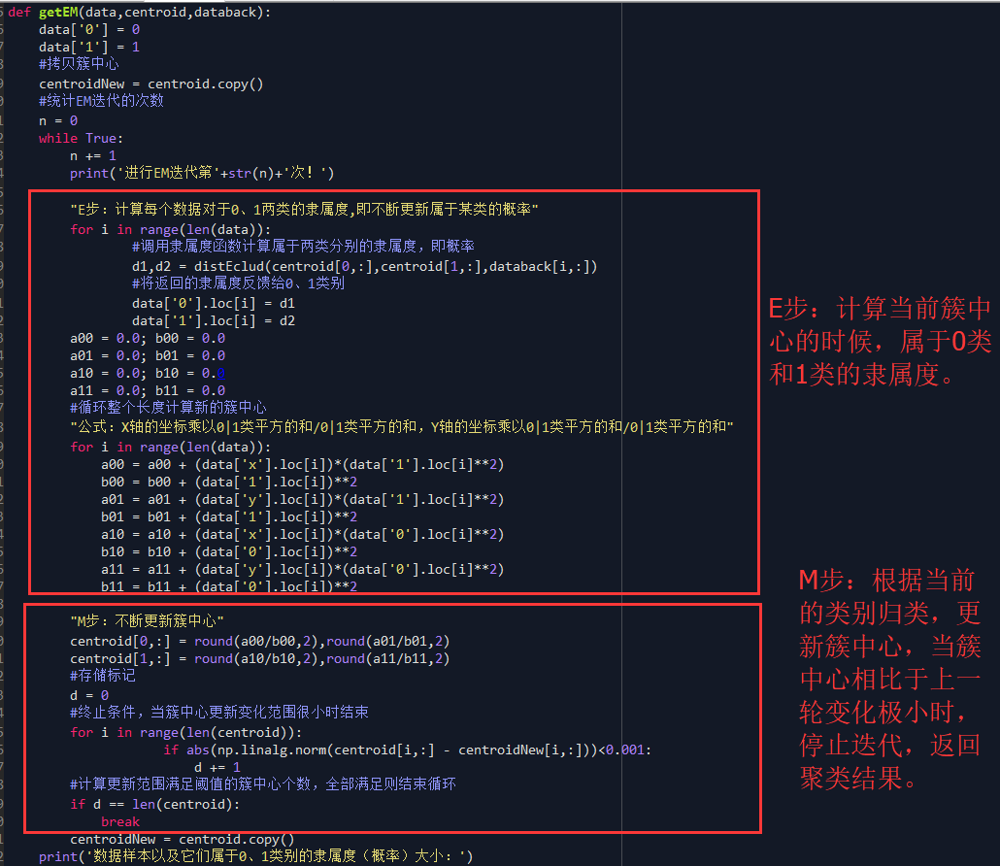 def getEM(data,centroid,databack):
    data['0'] = 0
    data['1'] = 1
    #拷贝簇中心
    centroidNew = centroid.copy()
    #统计EM迭代的次数
    n = 0
    while True:
        n += 1
        print('进行EM迭代第'+str(n)+'次！')
        "E步：计算每个数据对于0、1两类的隶属度,即不断更新属于某类的概率"
        for i in range(len(data)):
                #调用隶属度函数计算属于两类分别的隶属度，即概率
                d1,d2 = distEclud(centroid[0,:],centroid[1,:],databack[i,:])
                #将返回的隶属度反馈给0、1类别
                data['0'].loc[i] = d1
                data['1'].loc[i] = d2
        a00 = 0.0; b00 = 0.0
        a01 = 0.0; b01 = 0.0
        a10 = 0.0; b10 = 0.0
        a11 = 0.0; b11 = 0.0
        #循环整个长度计算新的簇中心
        "公式：X轴的坐标乘以0|1类平方的和/0|1类平方的和，Y轴的坐标乘以0|1类平方的和/0|1类平方的和"
        for i in range(len(data)):
            a00 = a00 + (data['x'].loc[i])*(data['1'].loc[i]**2)
            b00 = b00 + (data['1'].loc[i])**2
            a01 = a01 + (data['y'].loc[i])*(data['1'].loc[i]**2)
            b01 = b01 + (data['1'].loc[i])**2
            a10 = a10 + (data['x'].loc[i])*(data['0'].loc[i]**2)
            b10 = b10 + (data['0'].loc[i])**2
            a11 = a11 + (data['y'].loc[i])*(data['0'].loc[i]**2)
            b11 = b11 + (data['0'].loc[i])**2
        "M步：不断更新簇中心"
        centroid[0,:] = round(a00/b00,2),round(a01/b01,2)
        centroid[1,:] = round(a10/b10,2),round(a11/b11,2)
        #存储标记
        d = 0
        #终止条件，当簇中心更新变化范围很小时结束
        for i in range(len(centroid)):
                    if abs(np.linalg.norm(centroid[i,:] - centroidNew[i,:]))<0.001:
                        d += 1
        #计算更新范围满足阈值的簇中心个数，全部满足则结束循环
        if d == len(centroid):
            break
        centroidNew = centroid.copy()
    print('数据样本以及它们属于0、1类别的隶属度（概率）大小：')
E步：计算当前簇中
心的时候，属于0类
和1类的隶属度。
M步：根据当前
的类别归类，更
新簇中心，当簇
中心相比于上一
轮变化极小时，
停止迭代，返回
聚类结果。